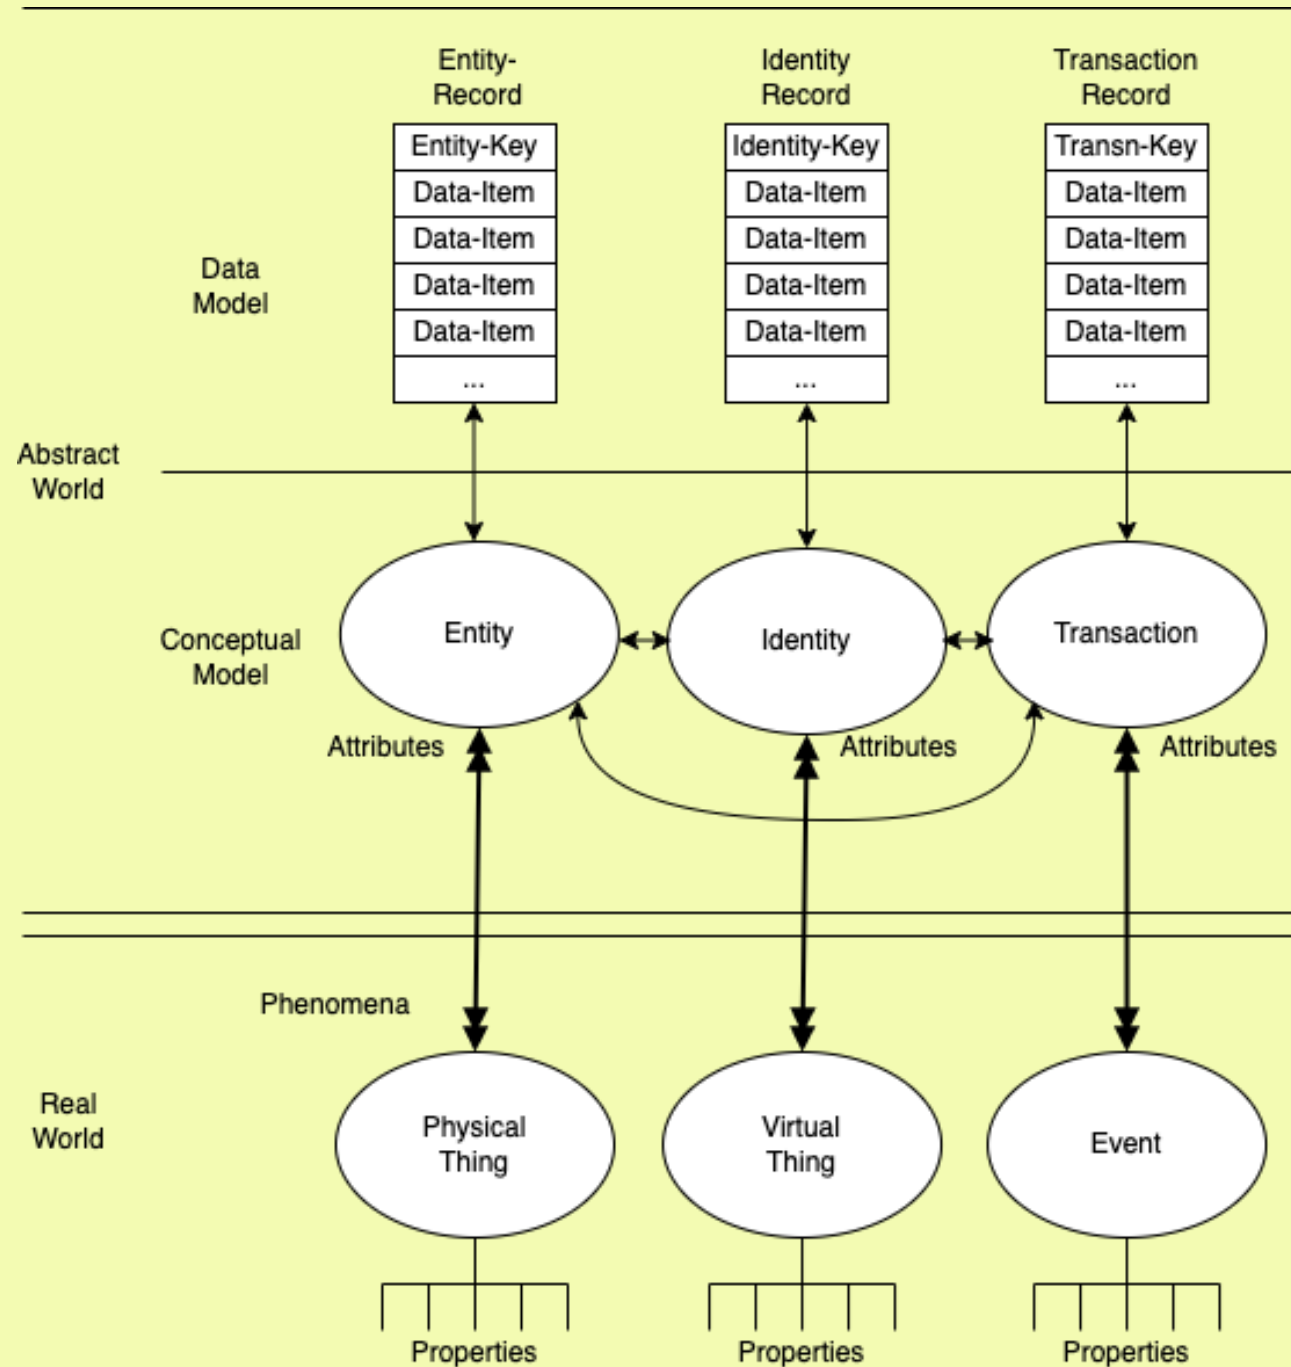 Entity-
Record
Identity
Record
Transaction
Record
Entity-Key
Data-Item
Data-Item
Data-Item
Data-Item
...
Identity-Key
Data-Item
Data-Item
Data-Item
Data-Item
...
Transn-Key
Data-Item
Data-Item
Data-Item
Data-Item
...
Data
Model
Abstract
World
Conceptual
Model
Entity
Identity
Transaction
Attributes
Attributes
Attributes
Phenomena
Real
World
Physical
Thing
Virtual
Thing
Event
Properties
Properties
Properties